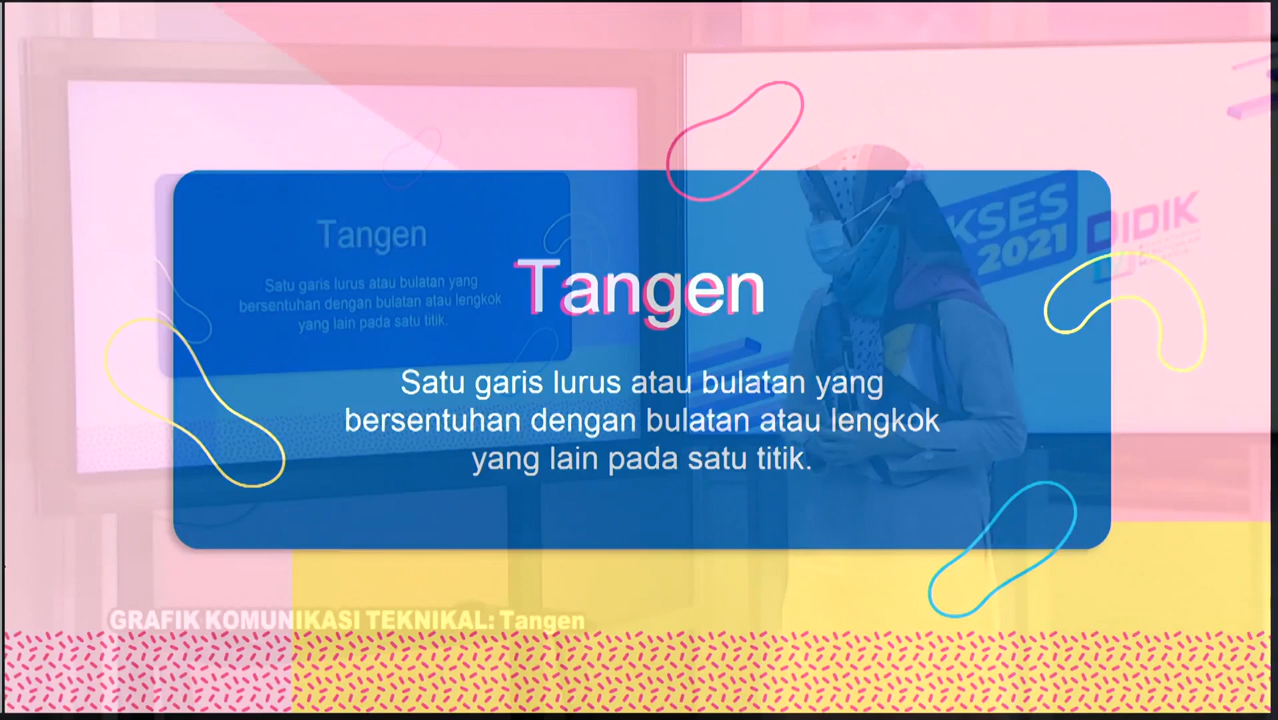 Tangen
Satu garis lurus atau bulatan yang
bersentuhan dengan bulatan atau lengkok
yang lain pada satu titik.
Tangen
Satu garis lurus atau bulatan yang
bersentuhan dengan bulatan atau lengkok
yang lain pada satu titik.
KSES
2021
DIDIK
GRAFIK KOMUNIKASI TEKNIKAL: Tangen